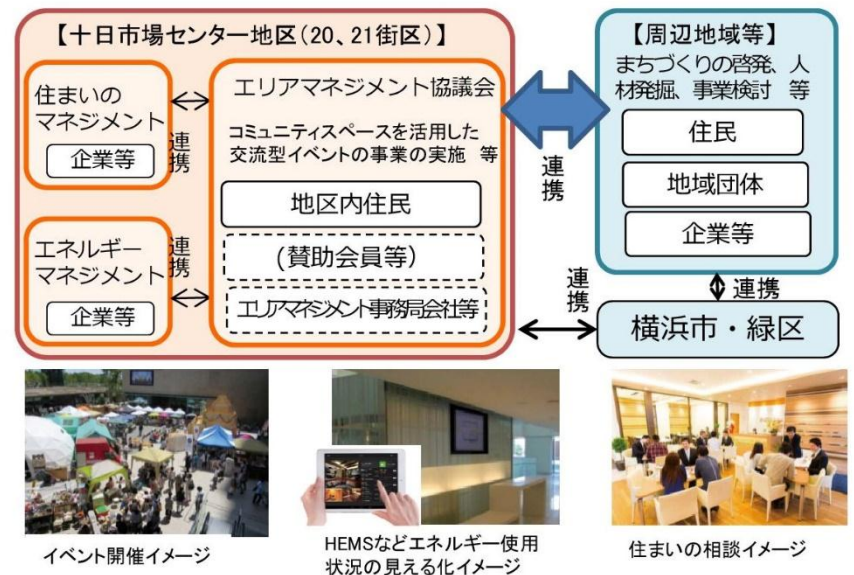 【十日市場センター地区(20、21街区)】
住まいの
マネジメント
企業等
連携
エネルギー
マネジメント
企業等
連携
エリアマネジメント協議会
コミュニティスペースを活用した
交流型イベントの事業の実施 等
地区内住民
(賛助会員等)
エリアマネジメント事務局会社等
連携
【周辺地域等】
まちづくりの啓発、人
材発掘、事業検討 等
住民
地域団体
企業等
連携
連携
横浜市・緑区
イベント開催イメージ
HEMSなどエネルギー使用
状況の見える化イメージ
住まいの相談イメージ